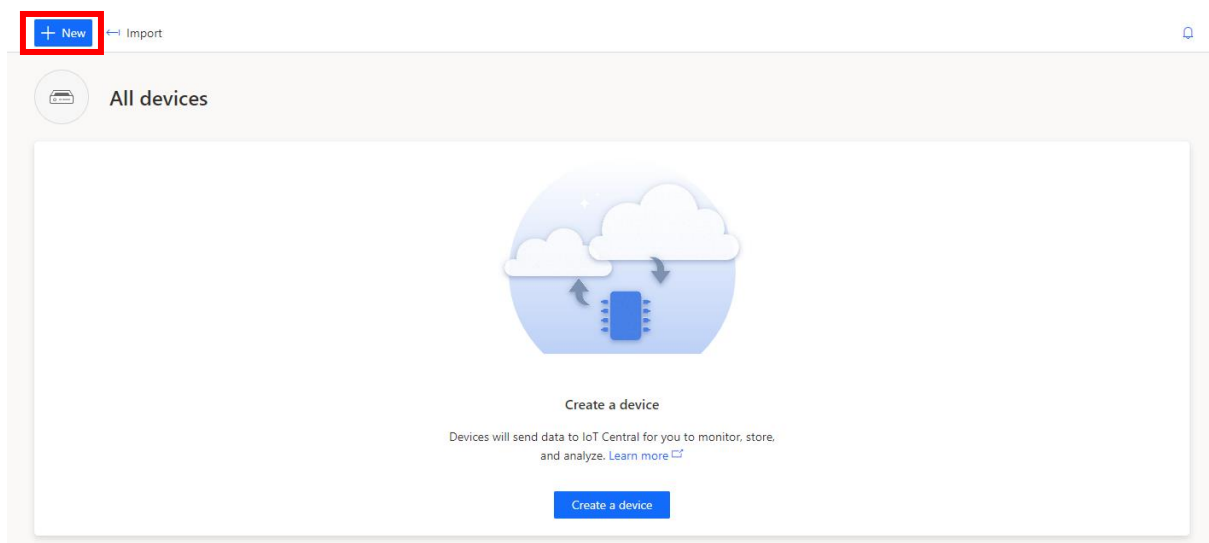 New Import
All devices
Create a device
Devices will send data to IoT Central for you to monitor, store,
and analyze. Learn more
Create a device